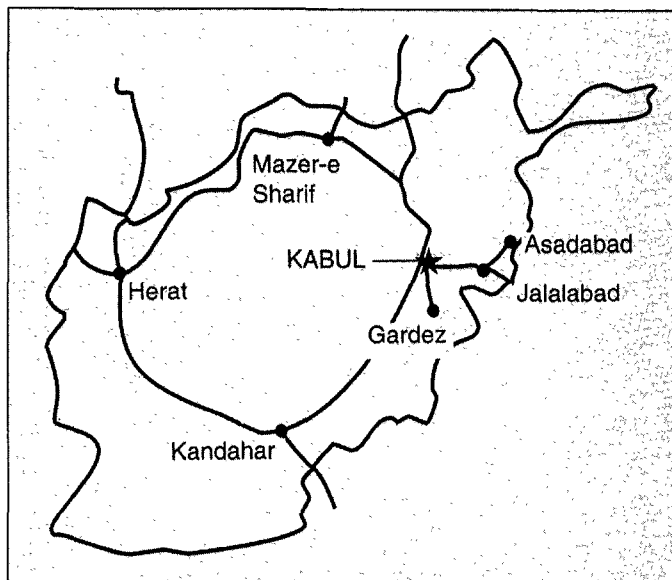 Mazer-e
Sharif
Asadabad
KABUL
Jalalabad
Herat
Gardez
Kandahar